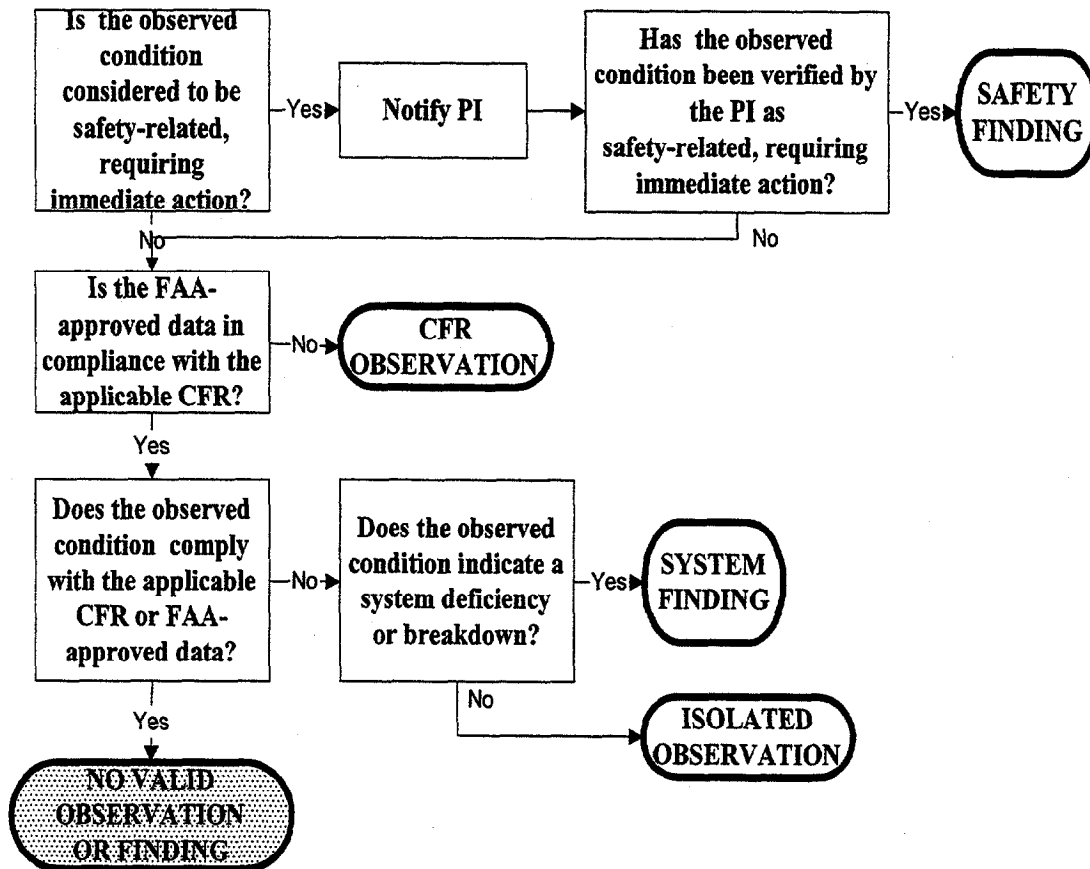 Is the observed
condition
considered to be
safety-related,
requiring
immediate action?
Yes
Notify PI
Has the observed
condition been verified by
the PI as
safety-related, requiring
immediate action?
Yes
SAFETY
FINDING
No
No
Is the FAA-
approved data in
compliance with the
applicable CFR?
No
CFR
OBSERVATION
Yes
Does the observed
condition comply
with the applicable
CFR or FAA-
approved data?
No
Does the observed
condition indicate a
system deficiency
or breakdown?
Yes
SYSTEM
FINDING
No
ISOLATED
OBSERVATION
Yes
NO VALID
OBSERVATION
OR FINDING